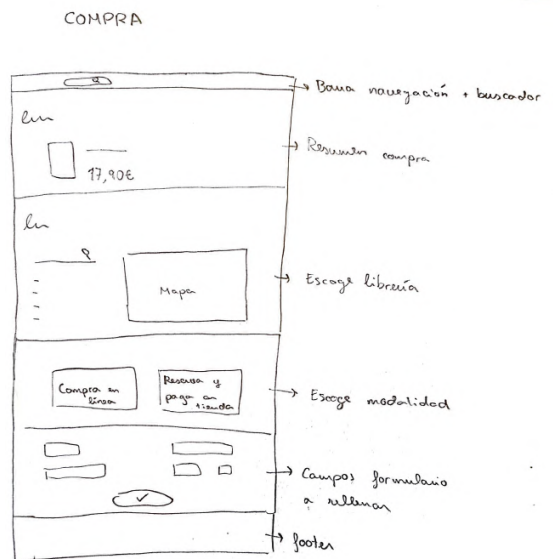 COMPRA
Barra navegación + buscador
Resumen compra
17,90€
Escoge librería
Mapa
Compra en
línea
Reserva y
paga en
tienda
Escoge modalidad
Campos formulario
a rellenar
footer